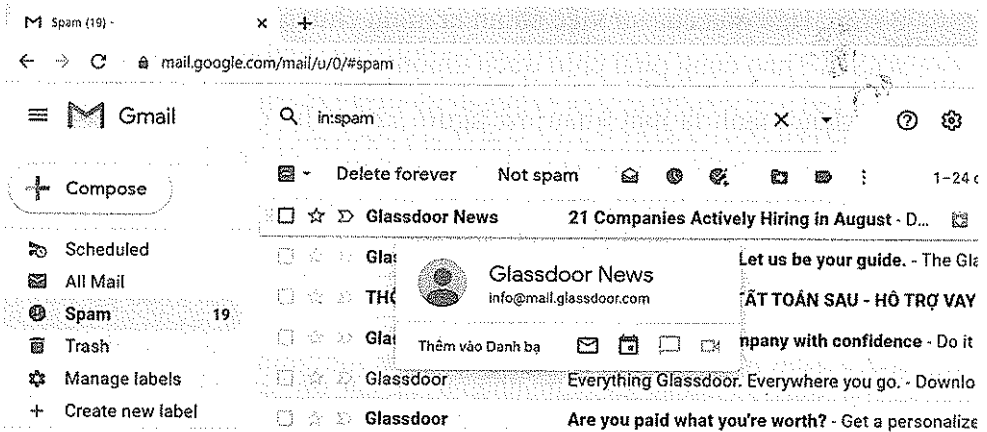 Spam (19) -
mail.google.com/mail/u/0/#spam
Gmail
in:spam
Compose
Delete forever Not spam
1–24
Glassdoor News 21 Companies Actively Hiring in August - D...
Scheduled
Let us be your guide. - The Gla
All Mail
Glassdoor News
info@mail.glassdoor.com
ẤT TOÁN SAU - HỖ TRỢ VAY
Spam 19
Trash
Thêm vào Danh bạ
mpany with confidence - Do it
Manage labels
Glassdoor Everything Glassdoor. Everywhere you go. - Downlo
Create new label
Glassdoor Are you paid what you're worth? - Get a personalize